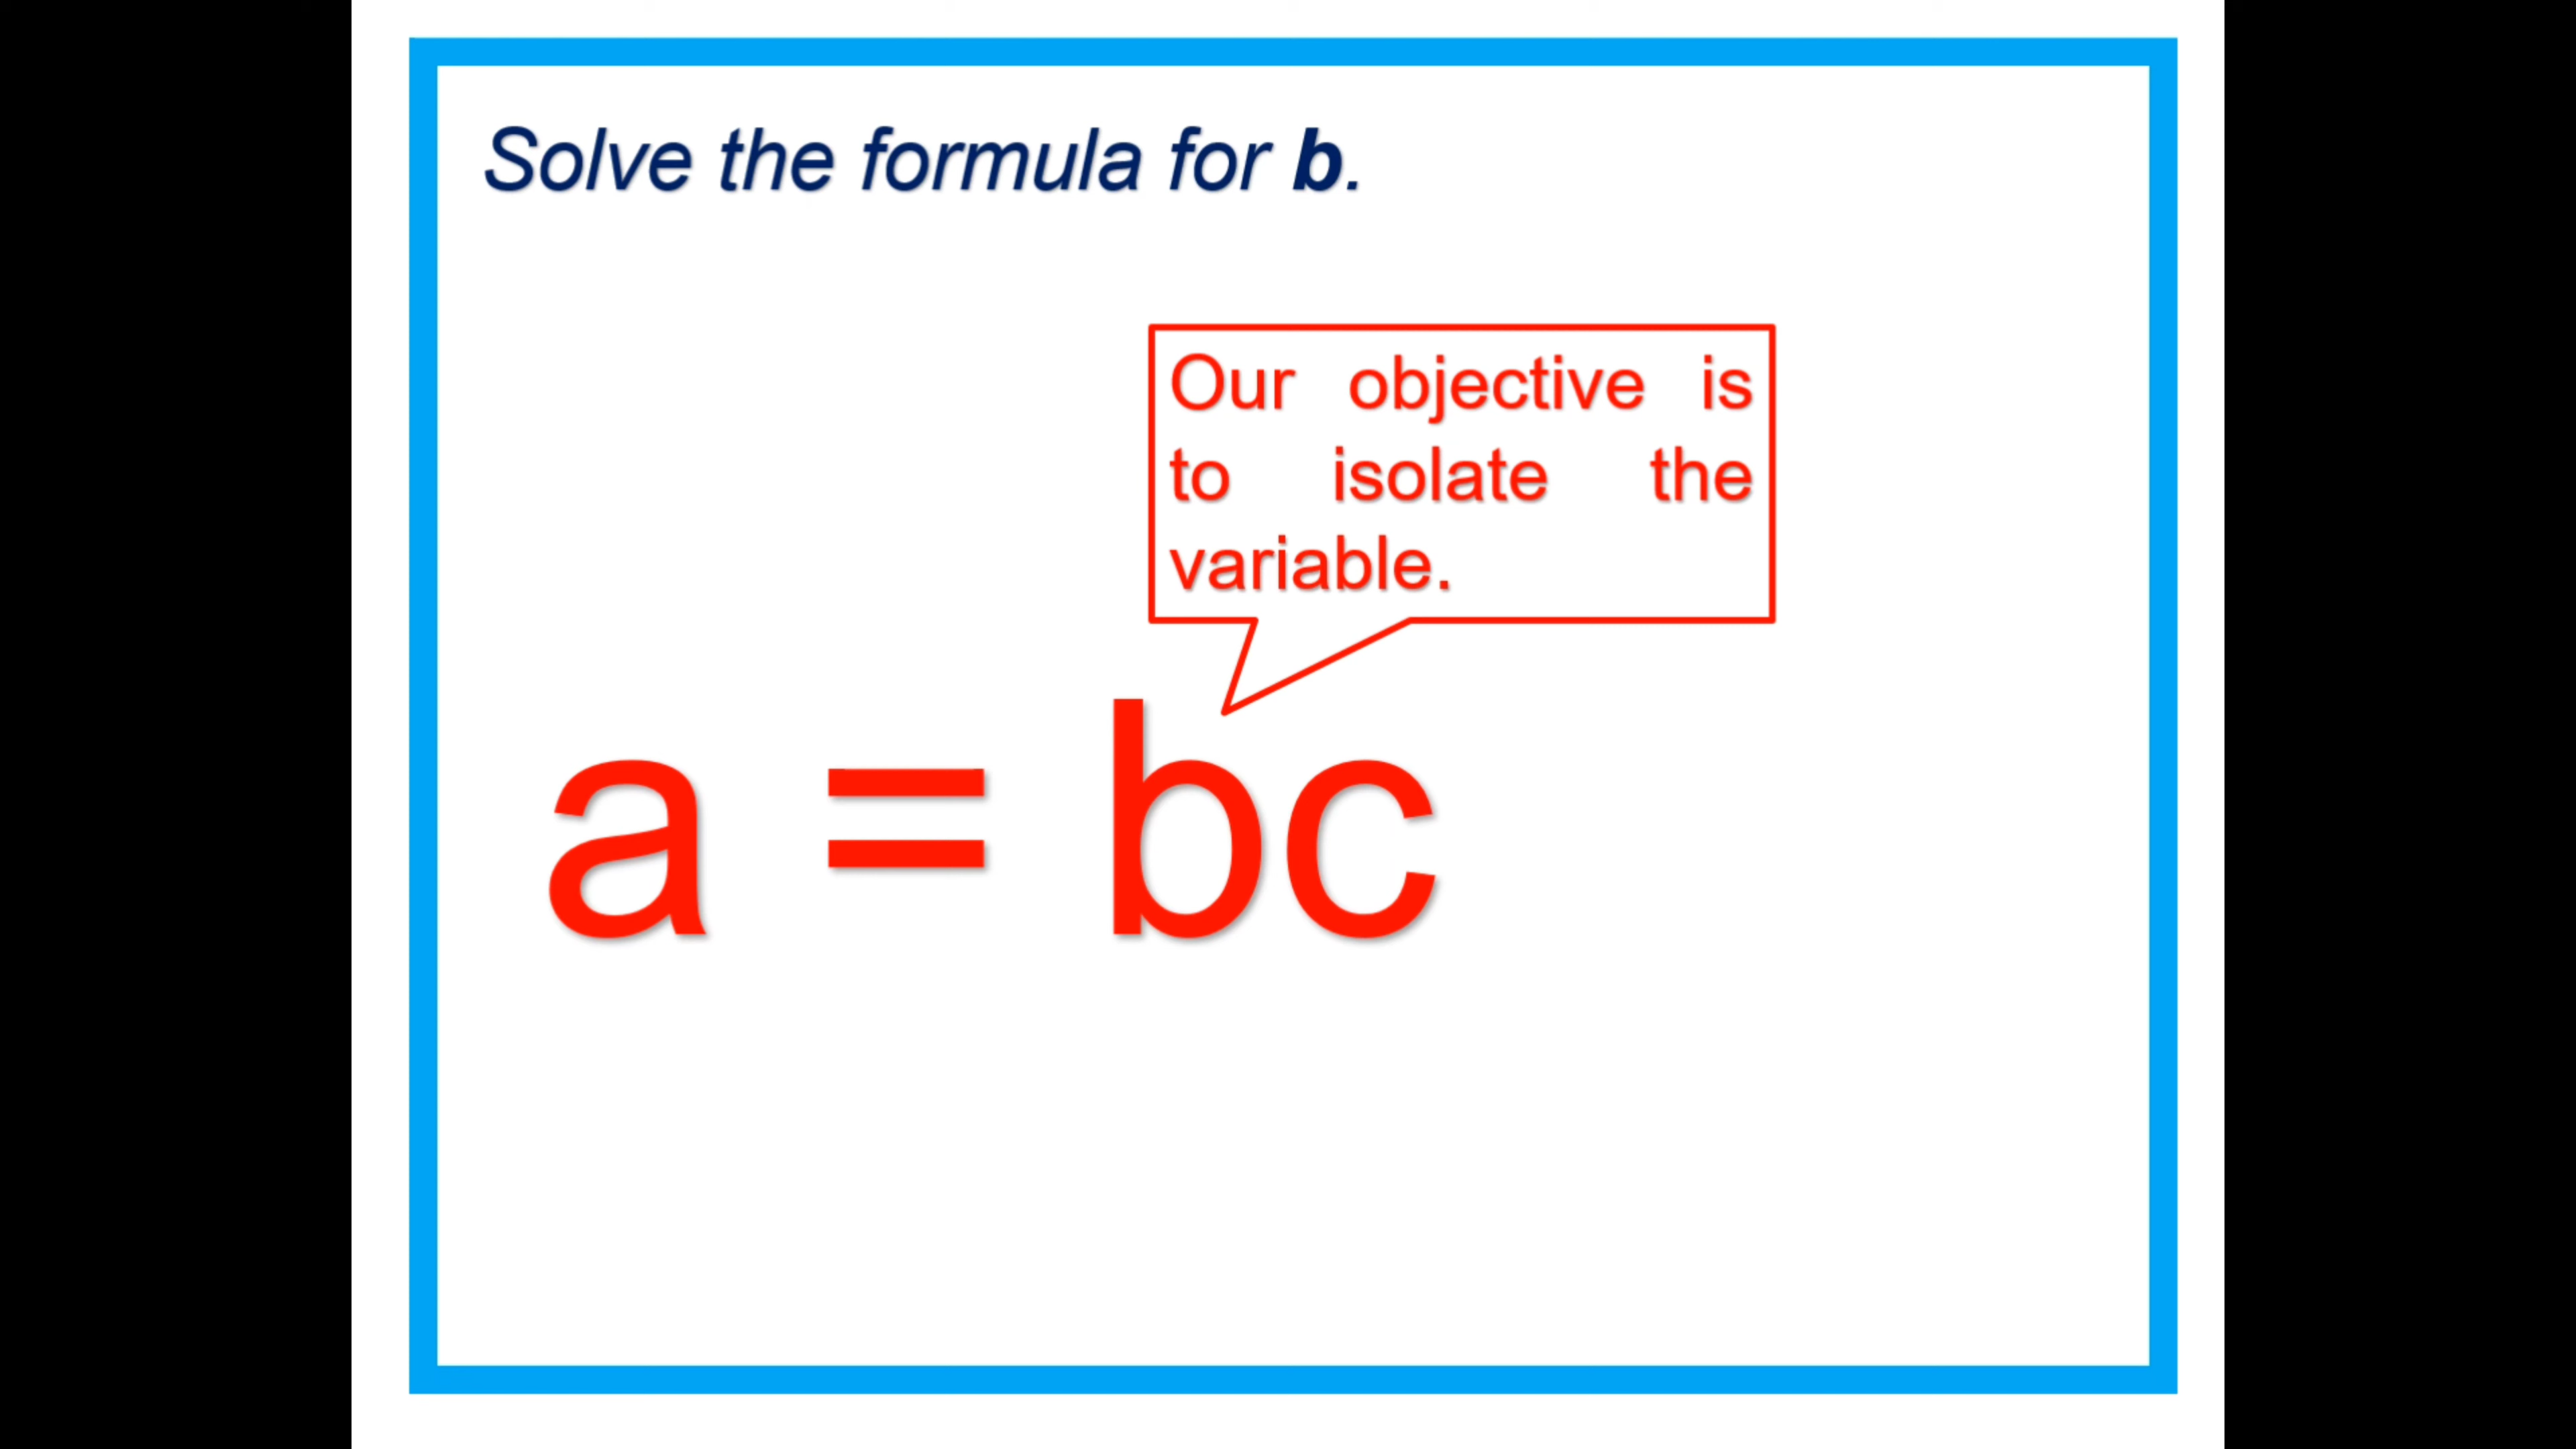 Solve the formula for b.
Our objective is
to isolate the
variable.
a = bc